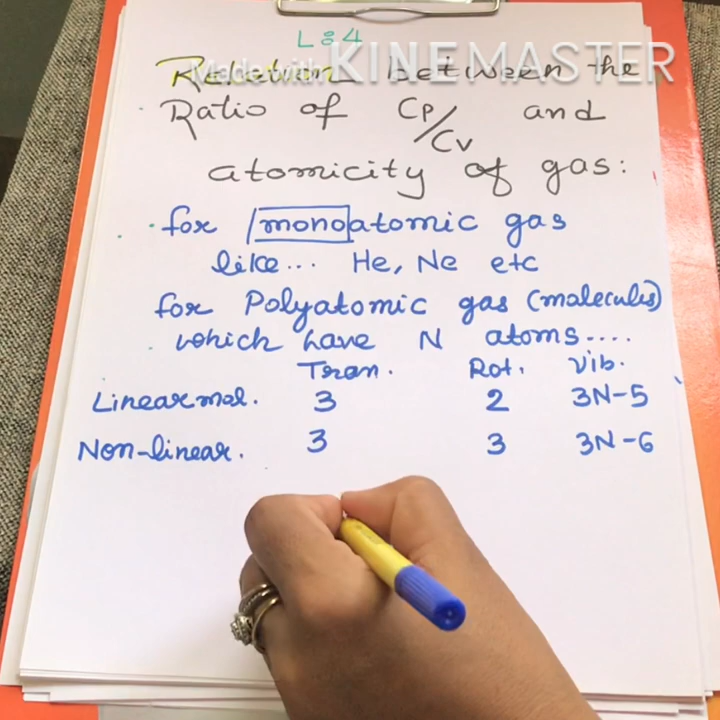 L:4
Made with KINEMASTER
Relation between the
Ratio of Cp/Cv and
atomicity of gas:
for monoatomic gas
like... He, Ne etc
for Polyatomic gas (molecules)
which have N atoms....
Tran. Rot. Vib.
Linear mol. 3 2 3N-5
Non-linear. 3 3 3N-6